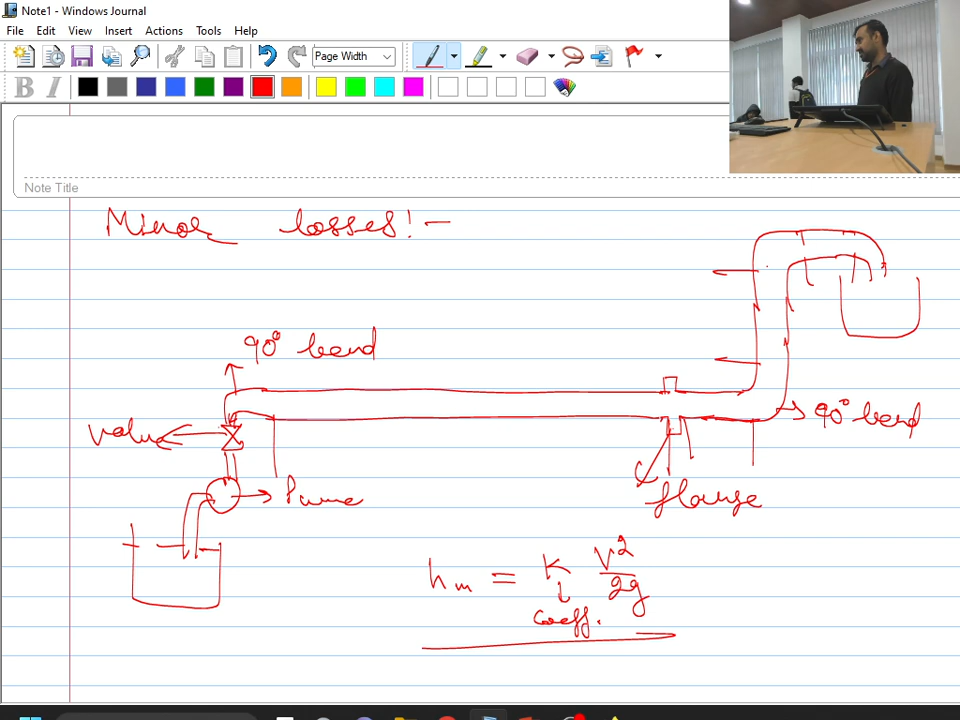 Note1 - Windows Journal
File Edit View Insert Actions Tools Help
Page Width
B I
Note Title
Minor losses! -
90° bend
Value
90° bend
Pump
flange
hm = K V²/2g
coeff.